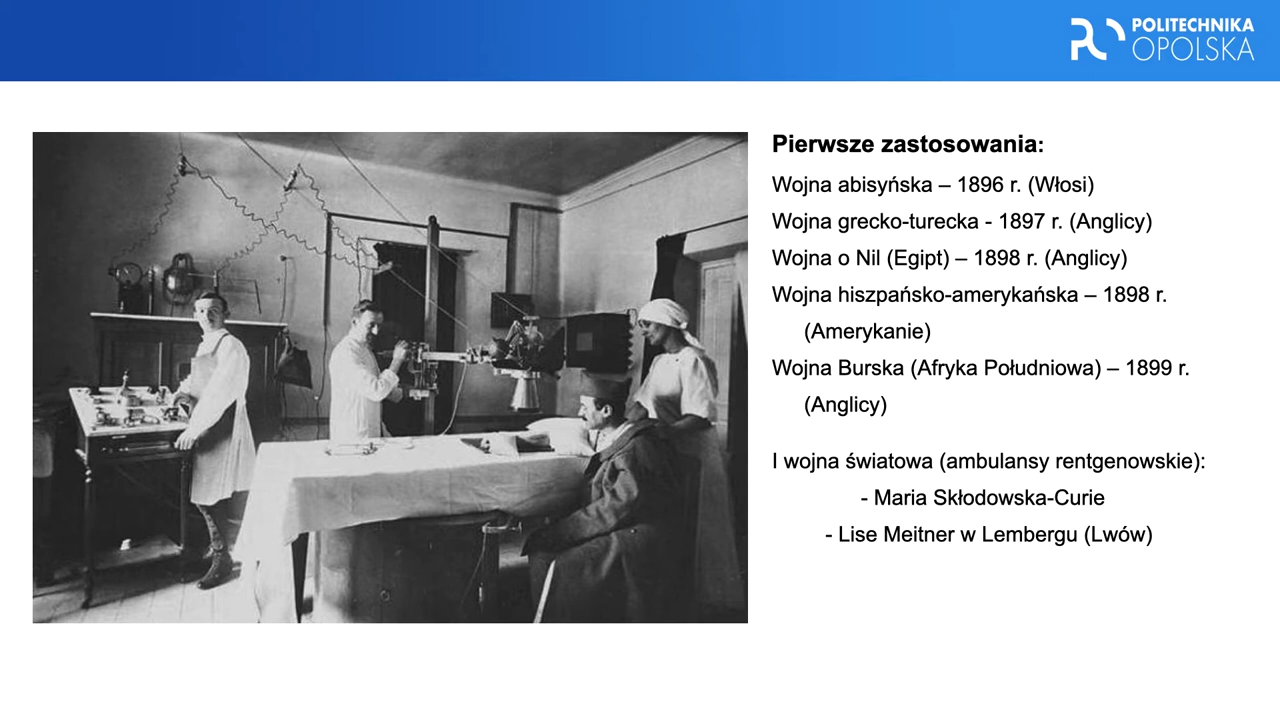 POLITECHNIKA
OPOLSKA
Pierwsze zastosowania:
Wojna abisyńska – 1896 r. (Włosi)
Wojna grecko-turecka - 1897 r. (Anglicy)
Wojna o Nil (Egipt) – 1898 r. (Anglicy)
Wojna hiszpańsko-amerykańska – 1898 r.
(Amerykanie)
Wojna Burska (Afryka Południowa) – 1899 r.
(Anglicy)
I wojna światowa (ambulansy rentgenowskie):
- Maria Skłodowska-Curie
- Lise Meitner w Lembergu (Lwów)